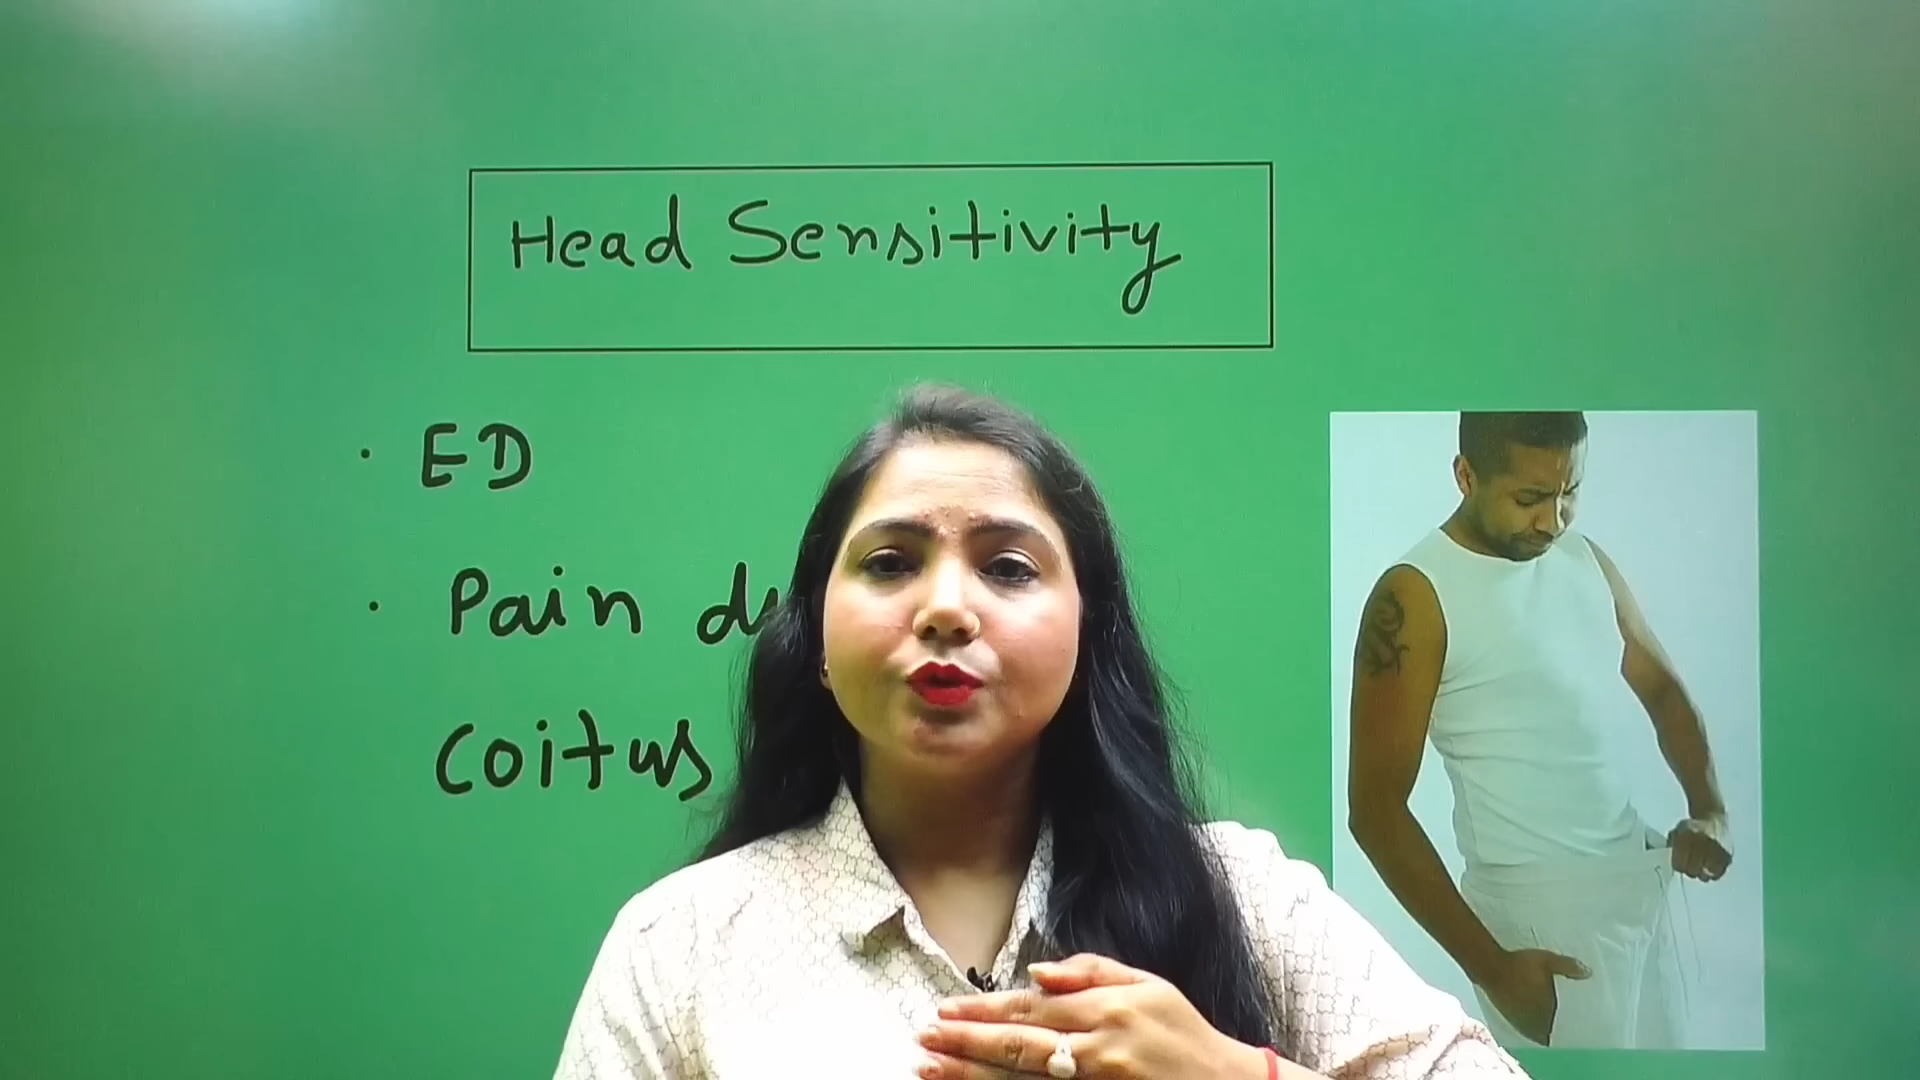 Head Sensitivity
· ED
· Pain
Coitus